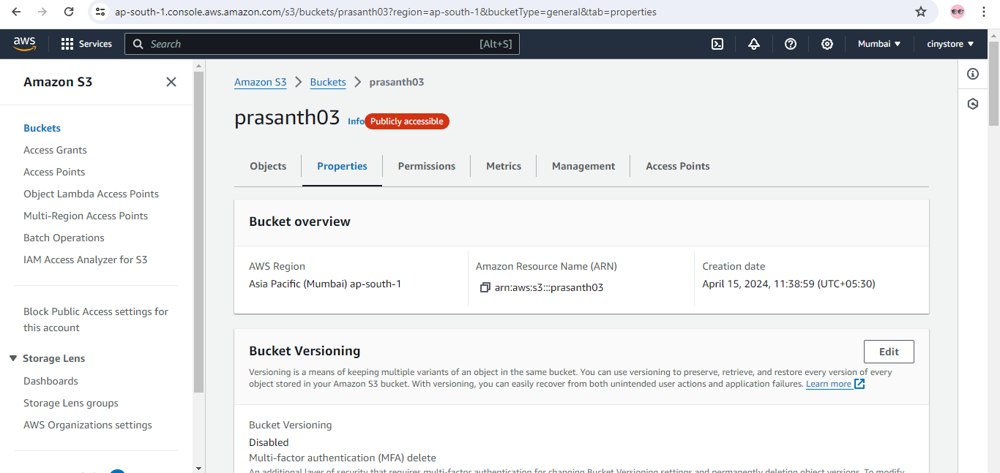 ap-south-1.console.aws.amazon.com/s3/buckets/prasanth03?region=ap-south-1&bucketType=general&tab=properties
aws Services Search [Alt+S] Mumbai ▼ cinystore ▼
Amazon S3
Buckets
Access Grants
Access Points
Object Lambda Access Points
Multi-Region Access Points
Batch Operations
IAM Access Analyzer for S3
Block Public Access settings for
this account
▼ Storage Lens
Dashboards
Storage Lens groups
AWS Organizations settings
Amazon S3 > Buckets > prasanth03
prasanth03 Info Publicly accessible
Objects Properties Permissions Metrics Management Access Points
Bucket overview
AWS Region
Asia Pacific (Mumbai) ap-south-1
Amazon Resource Name (ARN)
arn:aws:s3:::prasanth03
Creation date
April 15, 2024, 11:38:59 (UTC+05:30)
Bucket Versioning
Edit
Versioning is a means of keeping multiple variants of an object in the same bucket. You can use versioning to preserve, retrieve, and restore every version of every
object stored in your Amazon S3 bucket. With versioning, you can easily recover from both unintended user actions and application failures. Learn more
Bucket Versioning
Disabled
Multi-factor authentication (MFA) delete
An additional layer of security that requires multi-factor authentication for changing Bucket Versioning settings and permanently deleting object versions. To modify